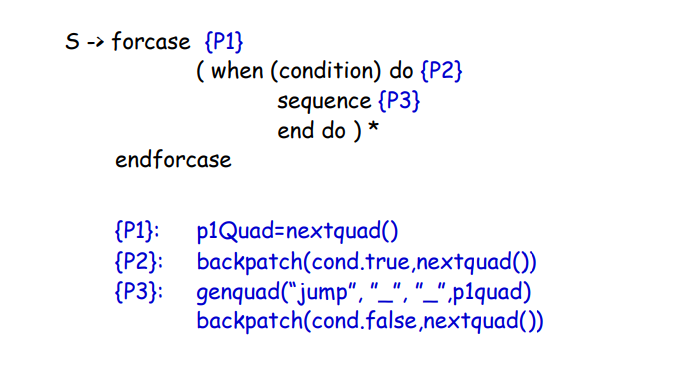 S -> forcase {P1}
( when (condition) do {P2}
sequence {P3}
end do ) *
endforcase
{P1}: p1Quad=nextquad()
{P2}: backpatch(cond.true,nextquad())
{P3}: genquad(“jump”, ”_”, ”_”,p1quad)
backpatch(cond.false,nextquad())